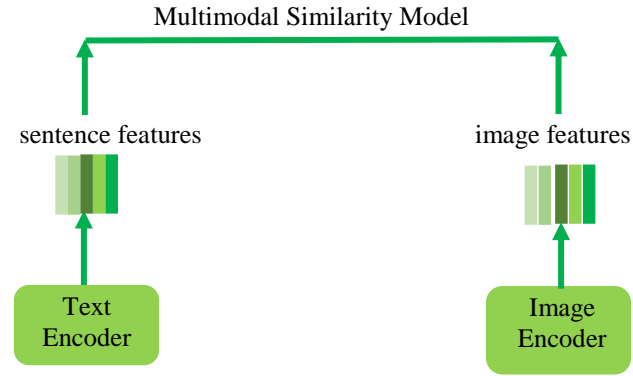 Multimodal Similarity Model
sentence features
image features
Text
Encoder
Image
Encoder